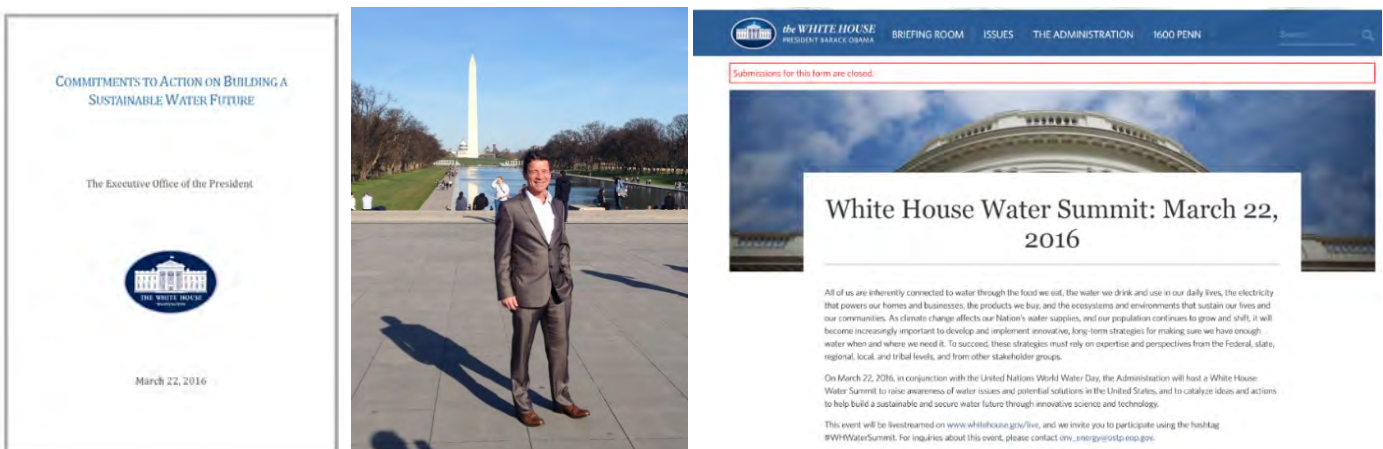 COMMITMENTS TO ACTION ON BUILDING A
SUSTAINABLE WATER FUTURE
The Executive Office of the President
THE WHITE HOUSE
WASHINGTON
March 22, 2016
the WHITE HOUSE
PRESIDENT BARACK OBAMA
BRIEFING ROOM
ISSUES
THE ADMINISTRATION
1600 PENN
Search
Submissions for this form are closed.
White House Water Summit: March 22,
2016
All of us are inherently connected to water through the food we eat, the water we drink and use in our daily lives, the electricity
that powers our homes and businesses, the products we buy, and the ecosystems and environments that sustain our lives and
our communities. As climate change affects our Nation's water supplies, and our population continues to grow and shift, it will
become increasingly important to develop and implement innovative, long-term strategies for making sure we have enough
water when and where we need it. To succeed, these strategies must rely on expertise and perspectives from the Federal, state,
regional, local, and tribal levels, and from other stakeholder groups.
On March 22, 2016, in conjunction with the United Nations World Water Day, the Administration will host a White House
Water Summit to raise awareness of water issues and potential solutions in the United States, and to catalyze ideas and actions
to help build a sustainable and secure water future through innovative science and technology.
This event will be livestreamed on www.whitehouse.gov/live, and we invite you to participate using the hashtag
#WHWaterSummit. For inquiries about this event, please contact env_energy@ostp.eop.gov.